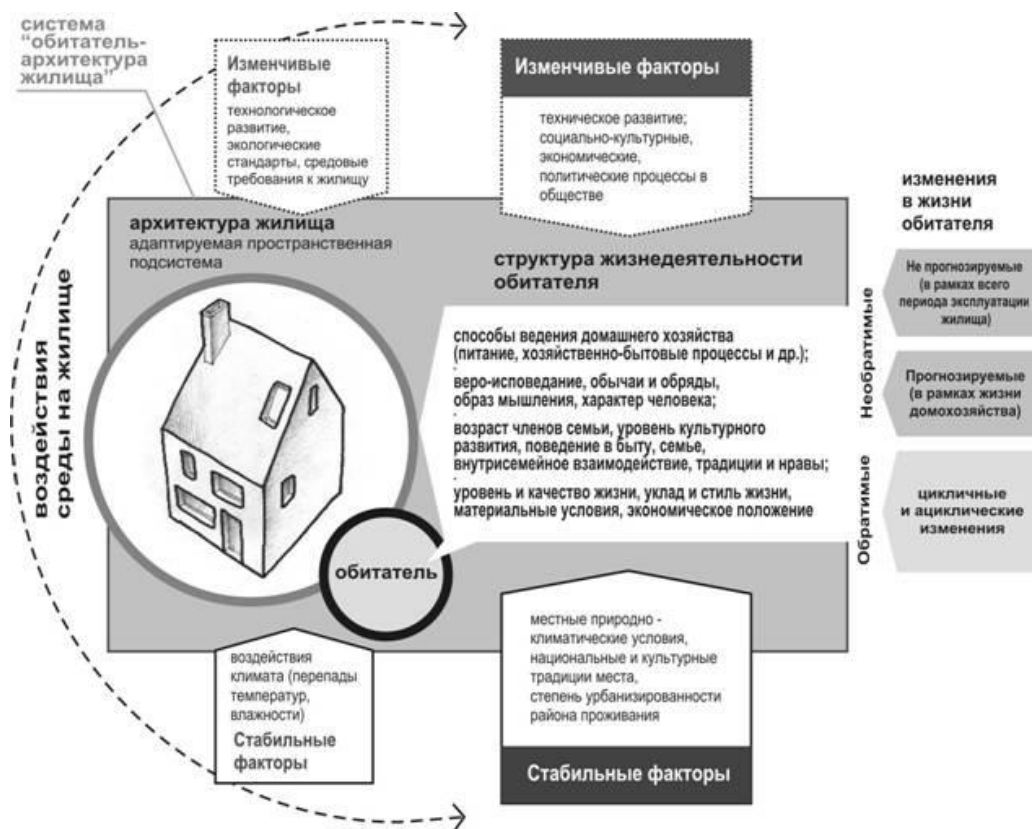 система
“обитатель-
архитектура
жилища”
Изменчивые
факторы
технологическое
развитие,
экологические
стандарты, средовые
требования к жилищу
Изменчивые факторы
техническое развитие;
социально-культурные,
экономические,
политические процессы в
обществе
изменения
в жизни
обитателя
архитектура жилища
адаптируемая пространственная
подсистема
структура жизнедеятельности
обитателя
способы ведения домашнего хозяйства
(питание, хозяйственно-бытовые процессы и др.);
веро-исповедание, обычаи и обряды,
образ мышления, характер человека;
возраст членов семьи, уровень культурного
развития, поведение в быту, семье,
внутрисемейное взаимодействие, традиции и нравы;
уровень и качество жизни, уклад и стиль жизни,
материальные условия, экономическое положение
Необратимые
Не прогнозируемые
(в рамках всего
периода эксплуатации
жилища)
Прогнозируемые
(в рамках жизни
домохозяйства)
Обратимые
цикличные
и ациклические
изменения
воздействия
среды на жилище
обитатель
воздействия
климата (перепады
температур,
влажности)
Стабильные
факторы
местные природно -
климатические условия,
национальные и культурные
традиции места,
степень урбанизированности
района проживания
Стабильные факторы